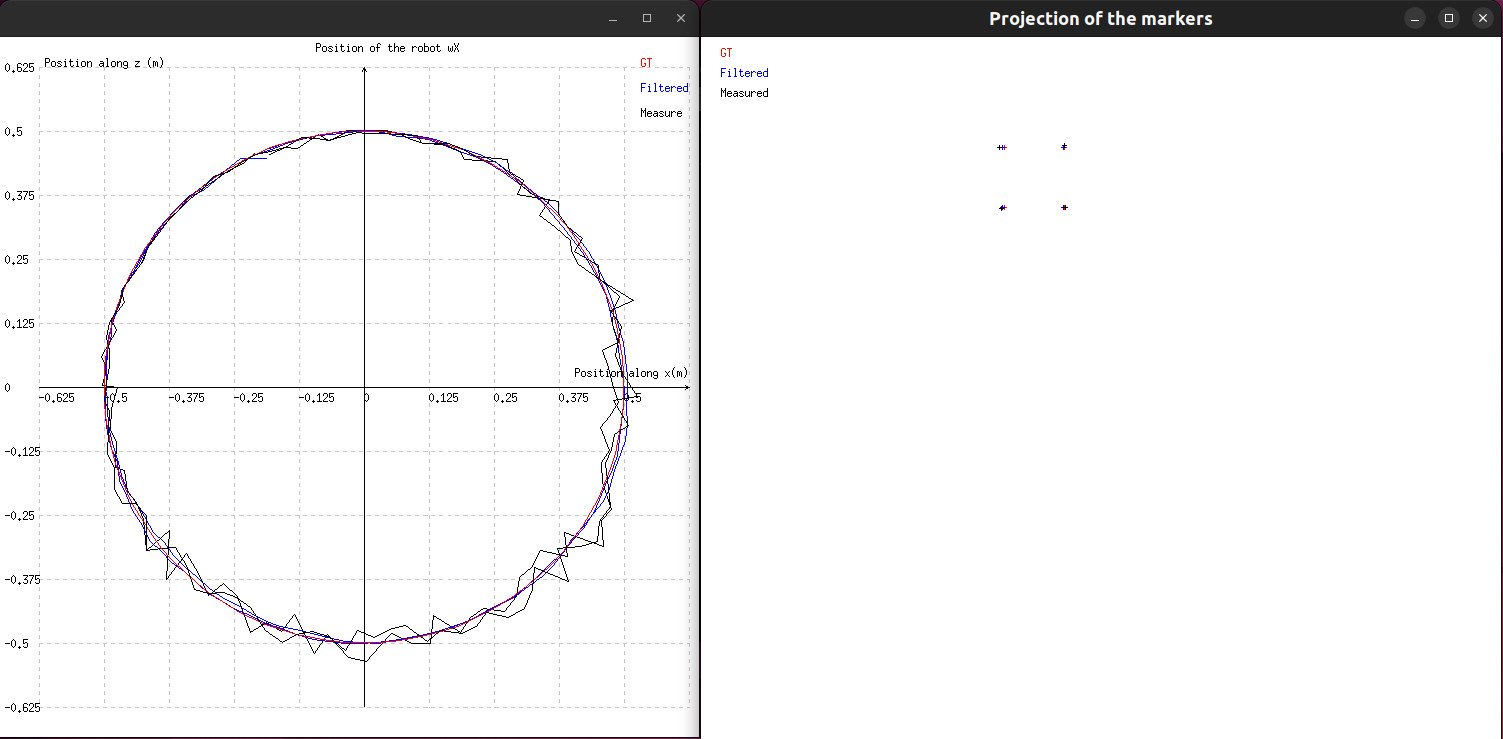 Position of the robot wX
Position along z (m)
GT
Filtered
Measure
0.625
0.5
0.375
0.25
0.125
0
-0.125
-0.25
-0.375
-0.5
-0.625
Position along x(m)
-0.625
-0.5
-0.375
-0.25
-0.125
0
0.125
0.25
0.375
0.5
Projection of the markers
GT
Filtered
Measured